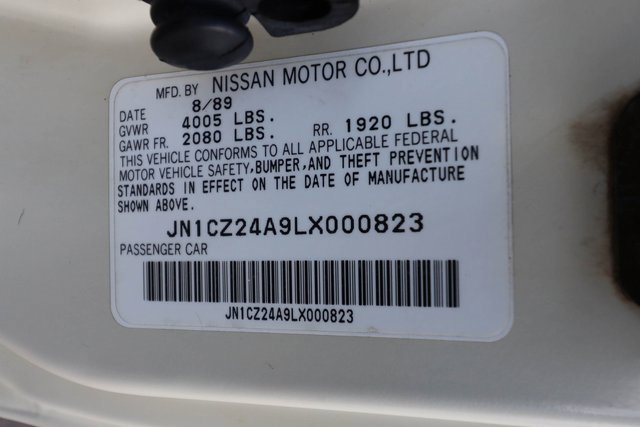 MFD. BY NISSAN MOTOR CO.,LTD
DATE 8/89
GVWR 4005 LBS.
GAWR FR. 2080 LBS. RR. 1920 LBS.
THIS VEHICLE CONFORMS TO ALL APPLICABLE FEDERAL
MOTOR VEHICLE SAFETY, BUMPER, AND THEFT PREVENTION
STANDARDS IN EFFECT ON THE DATE OF MANUFACTURE
SHOWN ABOVE.
JN1CZ24A9LX000823
PASSENGER CAR
JN1CZ24A9LX000823